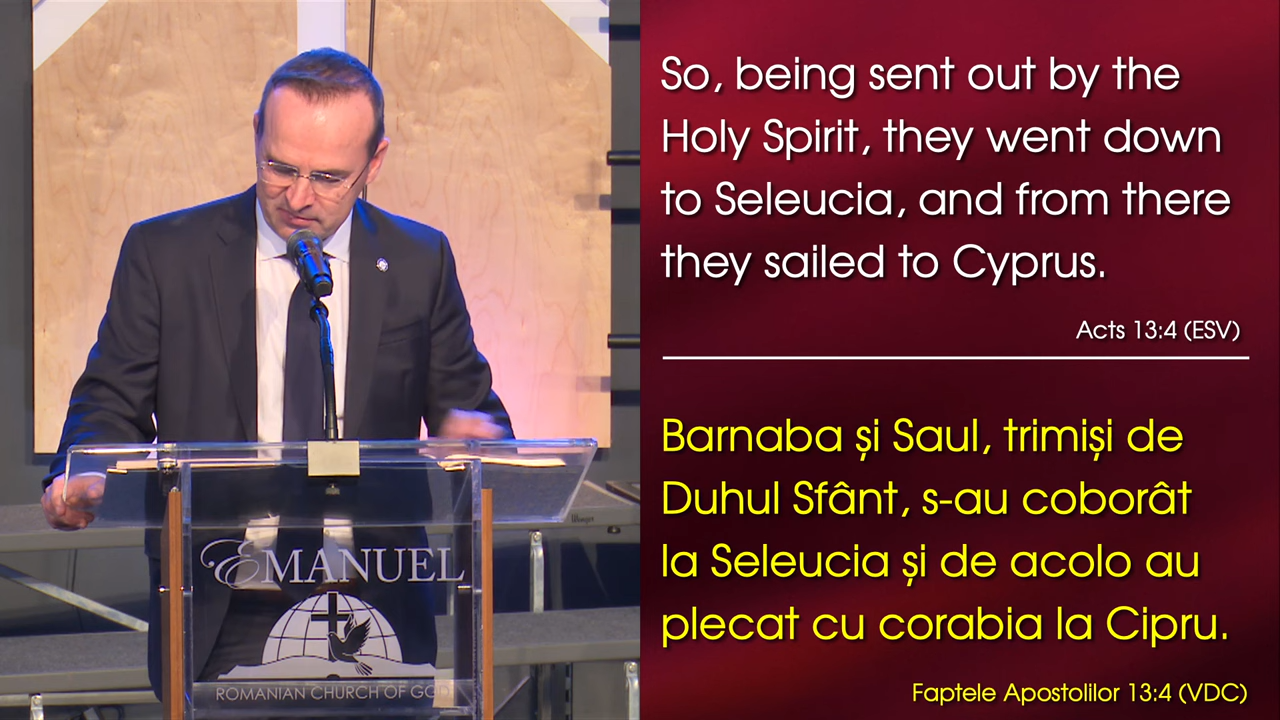 So, being sent out by the
Holy Spirit, they went down
to Seleucia, and from there
they sailed to Cyprus.
Acts 13:4 (ESV)
Barnaba și Saul, trimiși de
Duhul Sfânt, s-au coborât
la Seleucia și de acolo au
plecat cu corabia la Cipru.
Faptele Apostolilor 13:4 (VDC)
EMANUEL
ROMANIAN CHURCH OF GOD